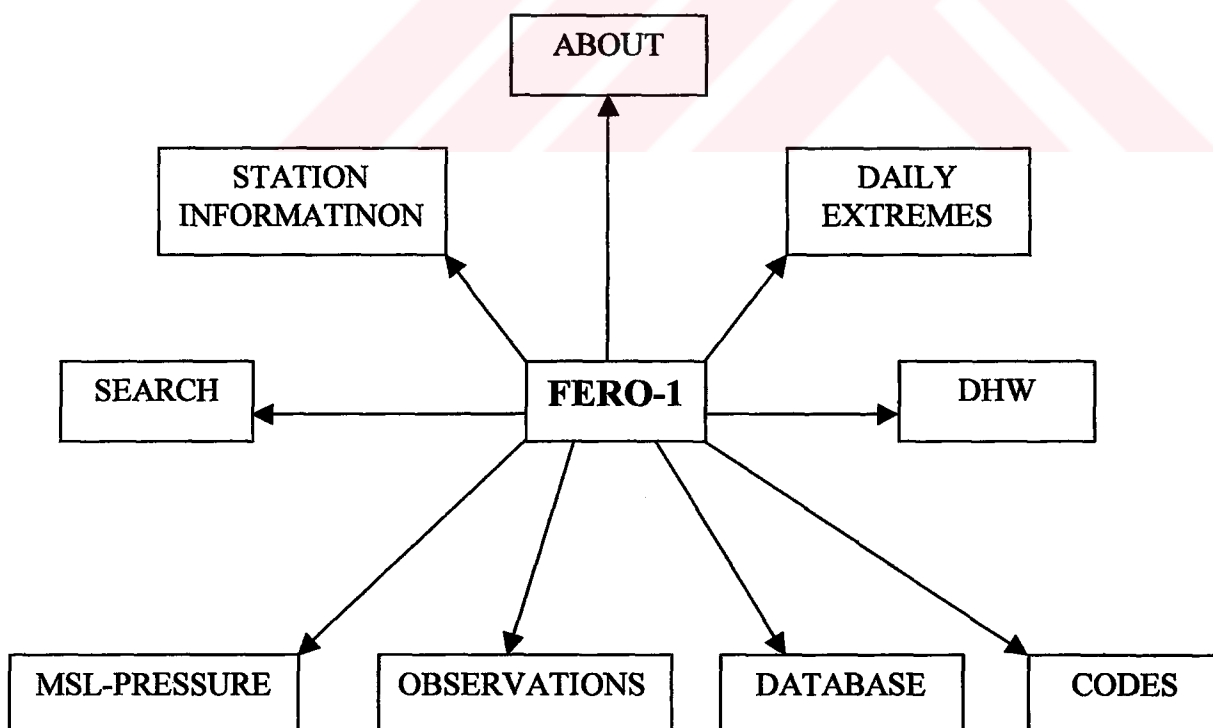 ABOUT
STATION
INFORMATINON
DAILY
EXTREMES
SEARCH
FERO-1
DHW
MSL-PRESSURE
OBSERVATIONS
DATABASE
CODES